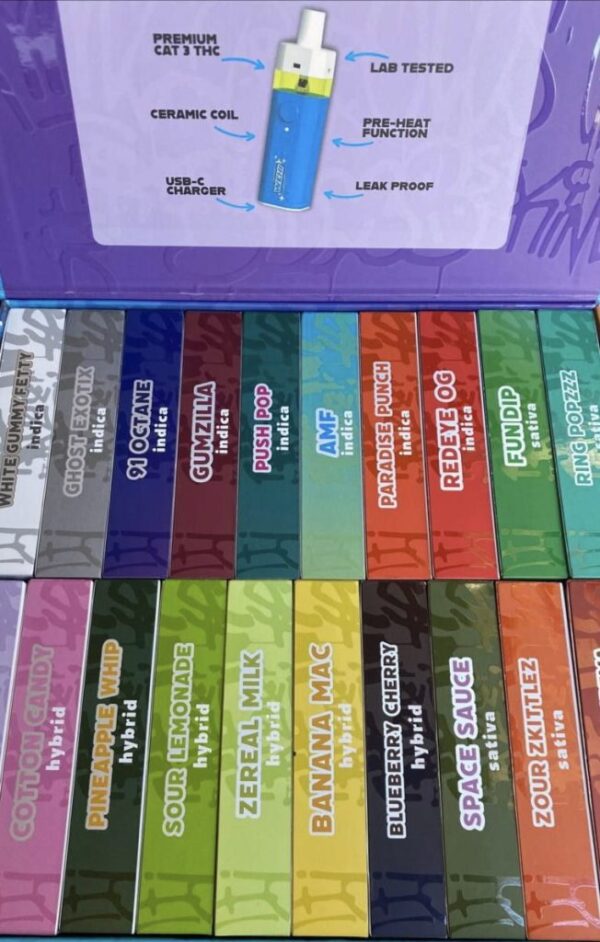 PREMIUM
CAT 3 THC
LAB TESTED
CERAMIC COIL
PRE-HEAT
FUNCTION
USB-C
CHARGER
LEAK PROOF
WHITE GUMMY FETTY
indica
GHOST EXOTIX
indica
91 OCTANE
indica
GUMZILLA
indica
PUSH POP
indica
AMF
indica
PARADISE PUNCH
indica
REDEYE OG
indica
FUN DIP
sativa
RING POPZZZ
sativa
COTTON CANDY
hybrid
PINEAPPLE WHIP
hybrid
SOUR LEMONADE
hybrid
ZEREAL MILK
hybrid
BANANA MAC
hybrid
BLUEBERRY CHERRY
hybrid
SPACE SAUCE
sativa
ZOUR ZKITTLEZ
sativa